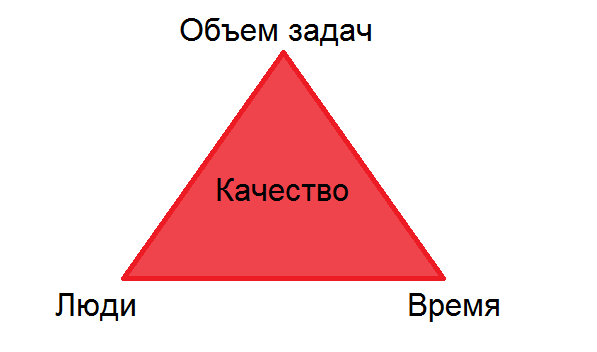 Объем задач
Качество
Люди
Время